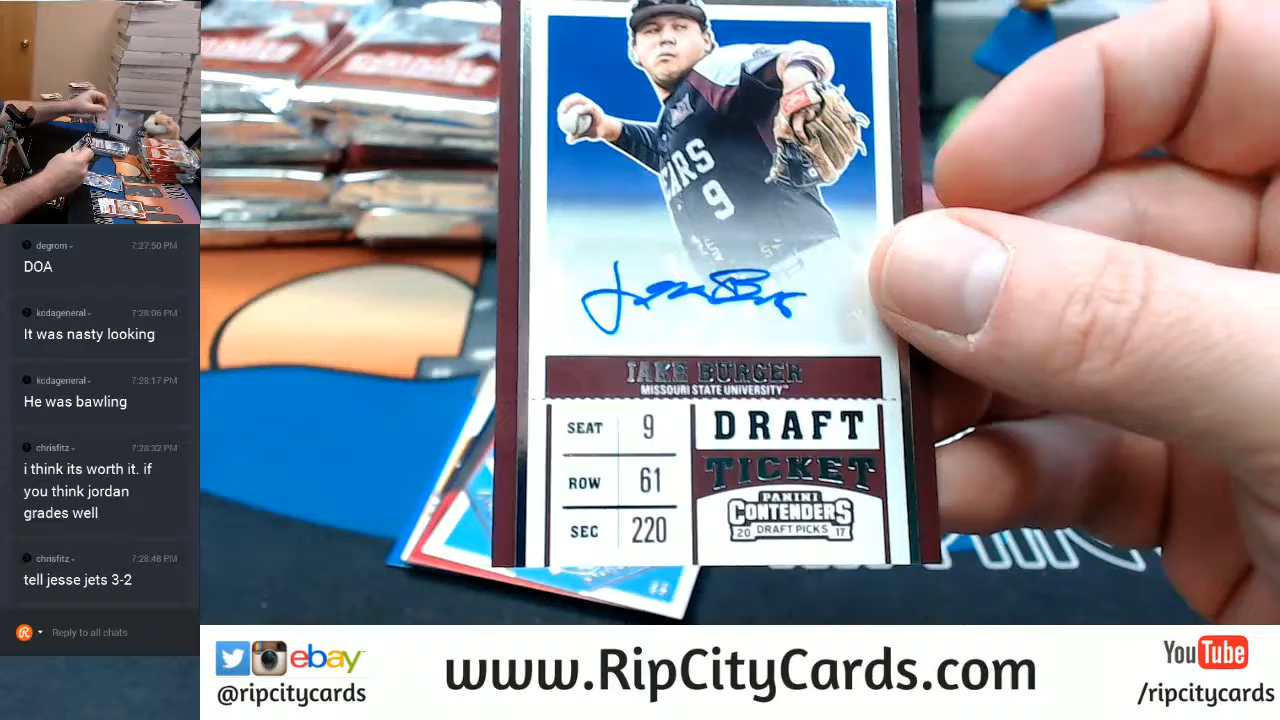 degrom
7:27:50 PM
DOA
kcdageneral
7:28:06 PM
It was nasty looking
kcdageneral
7:28:17 PM
He was bawling
chrisfitz
7:28:32 PM
i think its worth it. if
you think jordan
grades well
chrisfitz
7:28:48 PM
tell jesse jets 3-2
Reply to all chats
EARS
9
JAKE BURGER
MISSOURI STATE UNIVERSITY™
SEAT 9
ROW 61
SEC 220
DRAFT
TICKET
PANINI
CONTENDERS
20 DRAFT PICKS 17
ebay
@ripcitycards
www.RipCityCards.com
YouTube
/ripcitycards